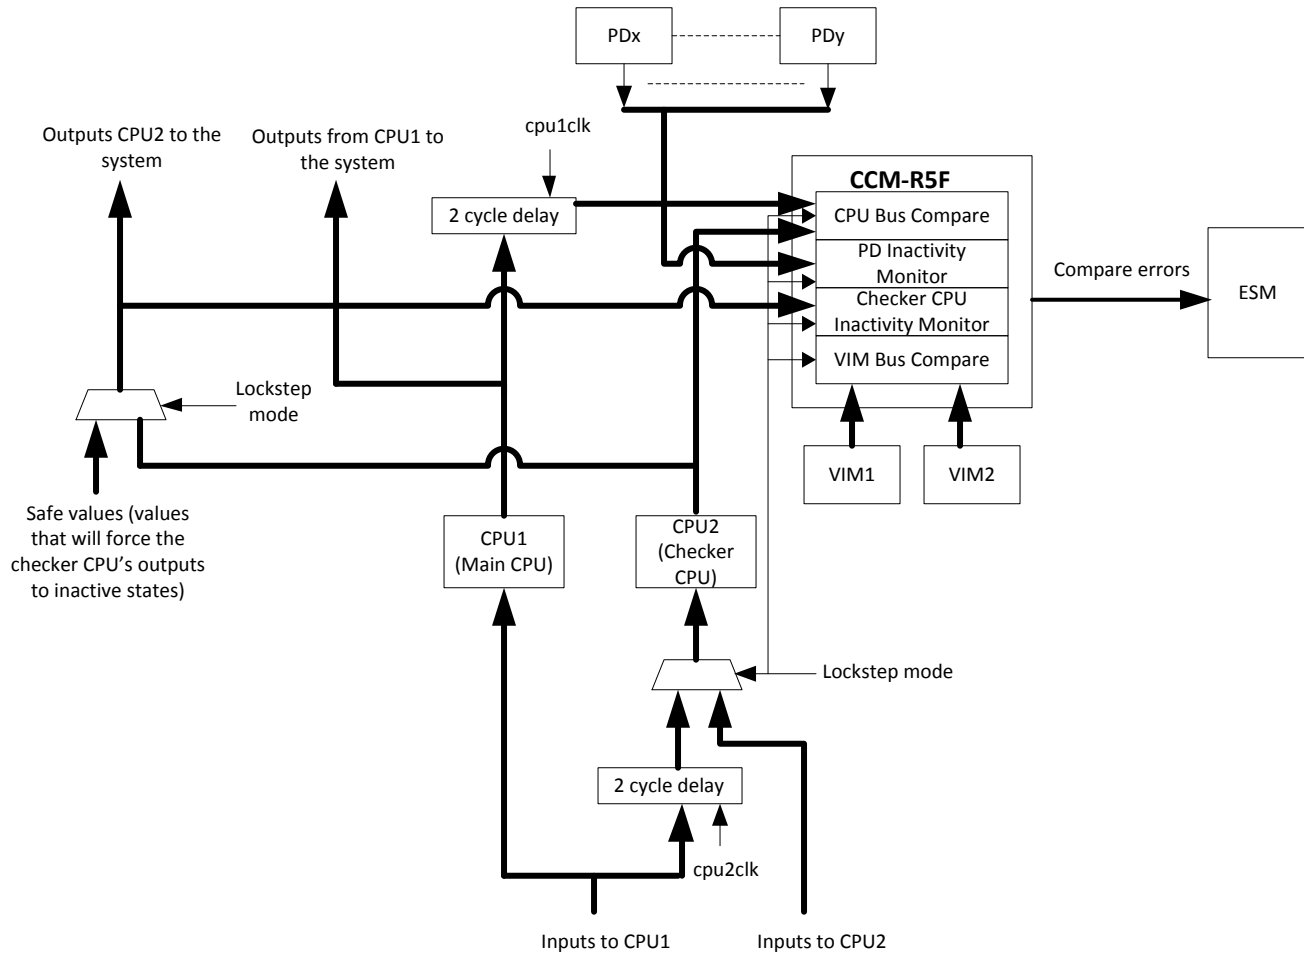 PDx
PDy
Outputs CPU2 to the
system
Outputs from CPU1 to
the system
cpu1clk
2 cycle delay
CCM-R5F
CPU Bus Compare
PD Inactivity
Monitor
Checker CPU
Inactivity Monitor
VIM Bus Compare
Compare errors
ESM
Lockstep
mode
VIM1
VIM2
Safe values (values
that will force the
checker CPU’s outputs
to inactive states)
CPU1
(Main CPU)
CPU2
(Checker
CPU)
Lockstep mode
2 cycle delay
cpu2clk
Inputs to CPU1
Inputs to CPU2